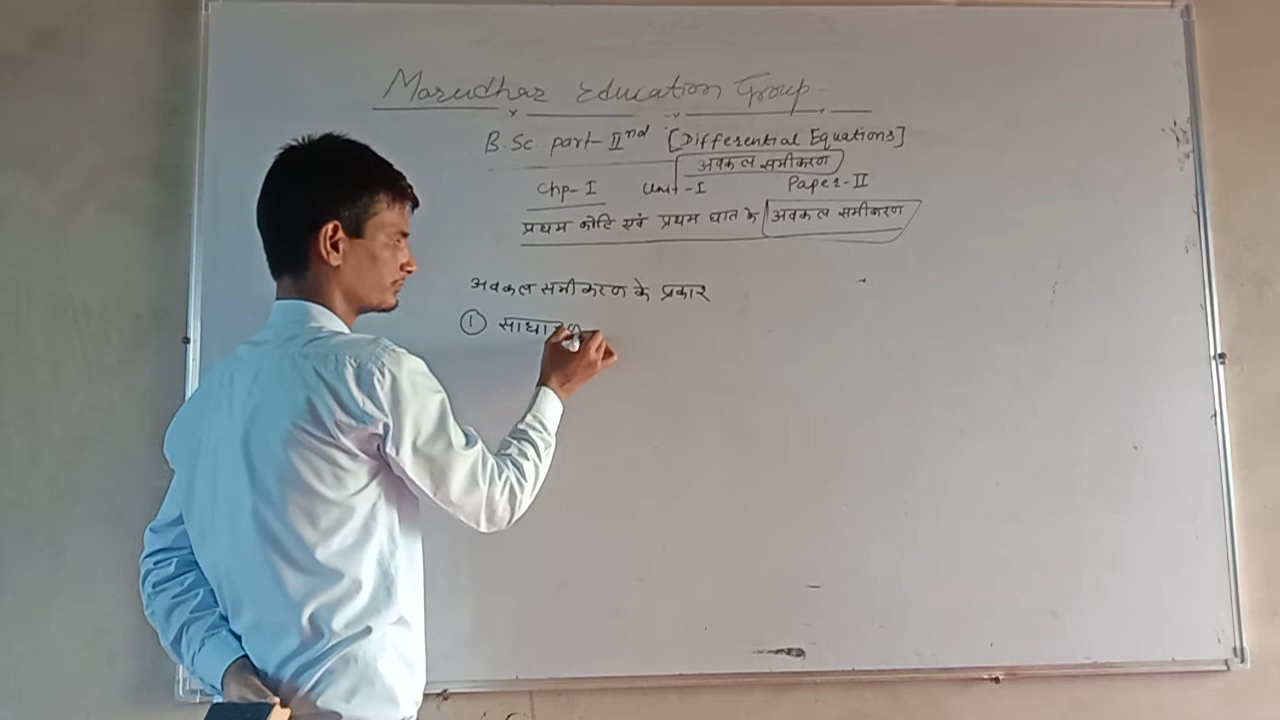 Marudhar Education Group
B.Sc part-IInd [Differential Equations]
अवकल समीकरण
Chp-I Unit-I Paper-II
प्रथम कोटि एवं प्रथम घात के अवकल समीकरण
अवकल समीकरण के प्रकार
① साधारण